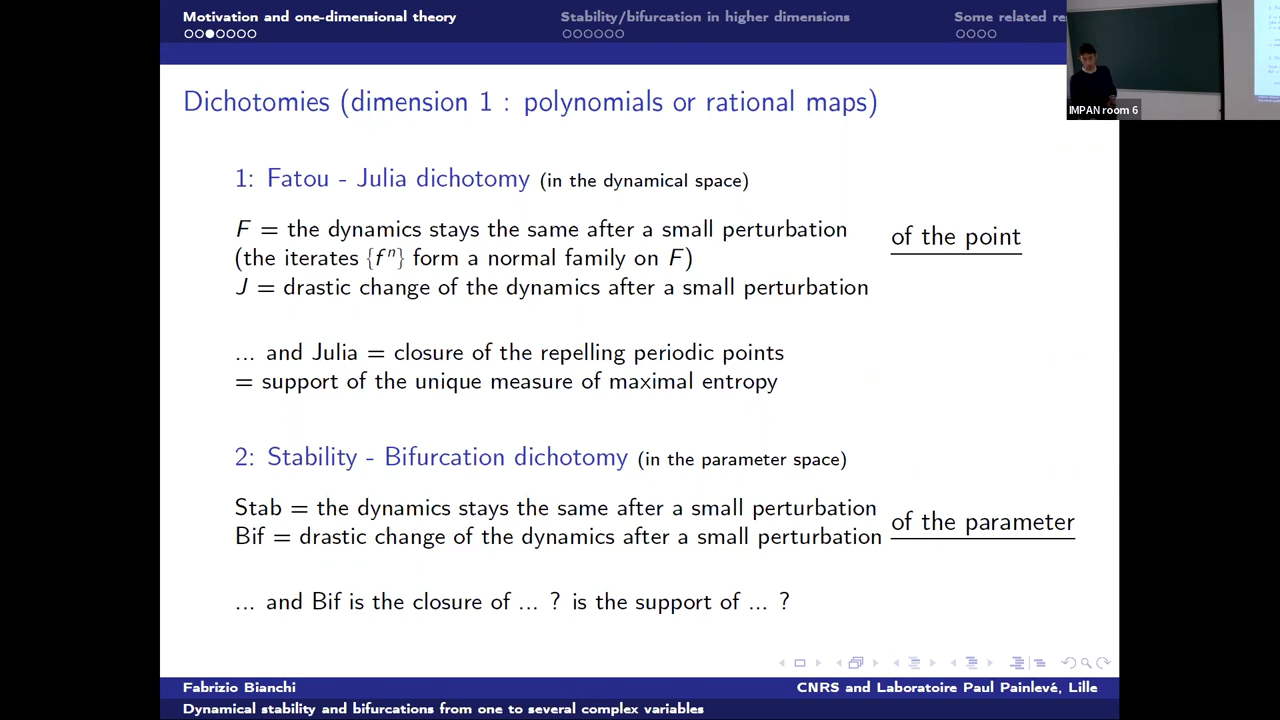 Motivation and one-dimensional theory
Stability/bifurcation in higher dimensions
Some related re
IMPAN room 6
Dichotomies (dimension 1 : polynomials or rational maps)
1: Fatou - Julia dichotomy (in the dynamical space)
F = the dynamics stays the same after a small perturbation
(the iterates {fⁿ} form a normal family on F)
of the point
J = drastic change of the dynamics after a small perturbation
... and Julia = closure of the repelling periodic points
= support of the unique measure of maximal entropy
2: Stability - Bifurcation dichotomy (in the parameter space)
Stab = the dynamics stays the same after a small perturbation
Bif = drastic change of the dynamics after a small perturbation
of the parameter
... and Bif is the closure of ... ? is the support of ... ?
Fabrizio Bianchi
CNRS and Laboratoire Paul Painlevé, Lille
Dynamical stability and bifurcations from one to several complex variables